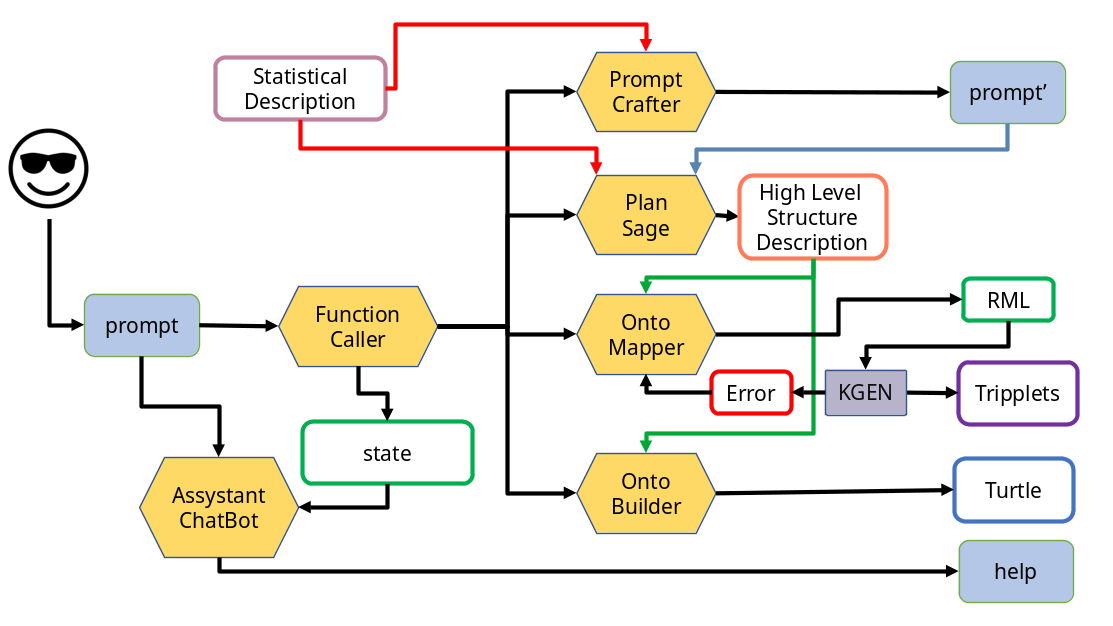 Statistical
Description
Prompt
Crafter
prompt’
Plan
Sage
High Level
Structure
Description
prompt
Function
Caller
Onto
Mapper
RML
Error
KGEN
Tripplets
state
Assystant
ChatBot
Onto
Builder
Turtle
help